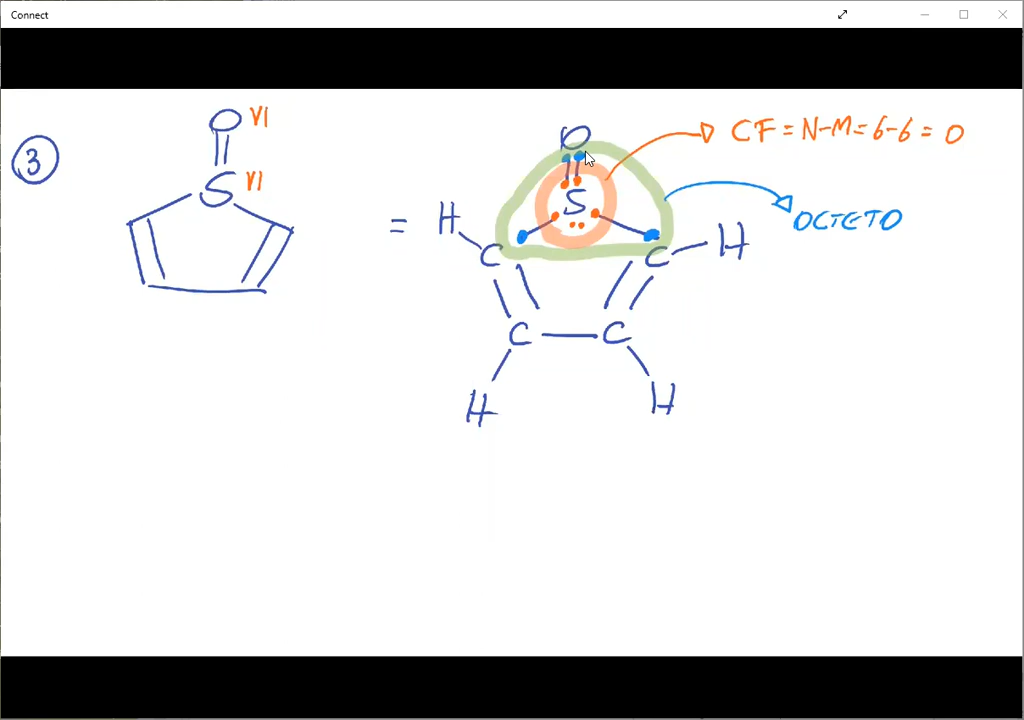 Connect
3
O VI
S VI
=
O
S
H
C
C
H
C
C
H
H
CF = N-M = 6-6 = 0
OCTETO